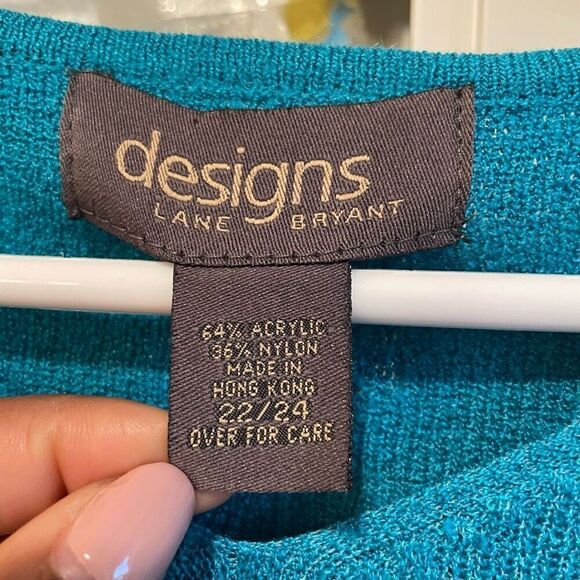 designs
LANE BRYANT
64% ACRYLIC
36% NYLON
MADE IN
HONG KONG
22/24
OVER FOR CARE